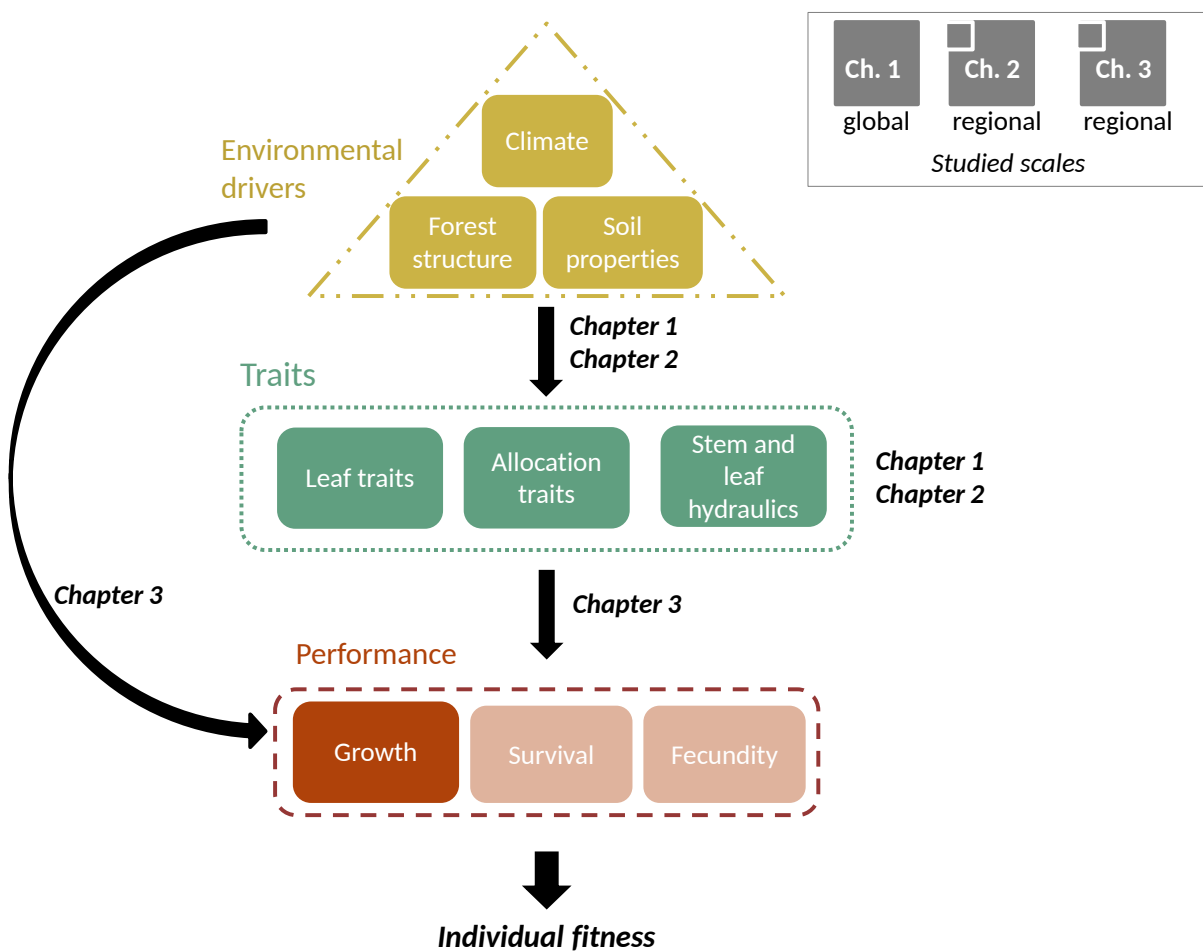 Ch. 1
Ch. 2
Ch. 3
global
regional
regional
Studied scales
Environmental
drivers
Climate
Forest
structure
Soil
properties
Chapter 1
Chapter 2
Traits
Leaf traits
Allocation
traits
Stem and
leaf
hydraulics
Chapter 1
Chapter 2
Chapter 3
Chapter 3
Performance
Growth
Survival
Fecundity
Individual fitness